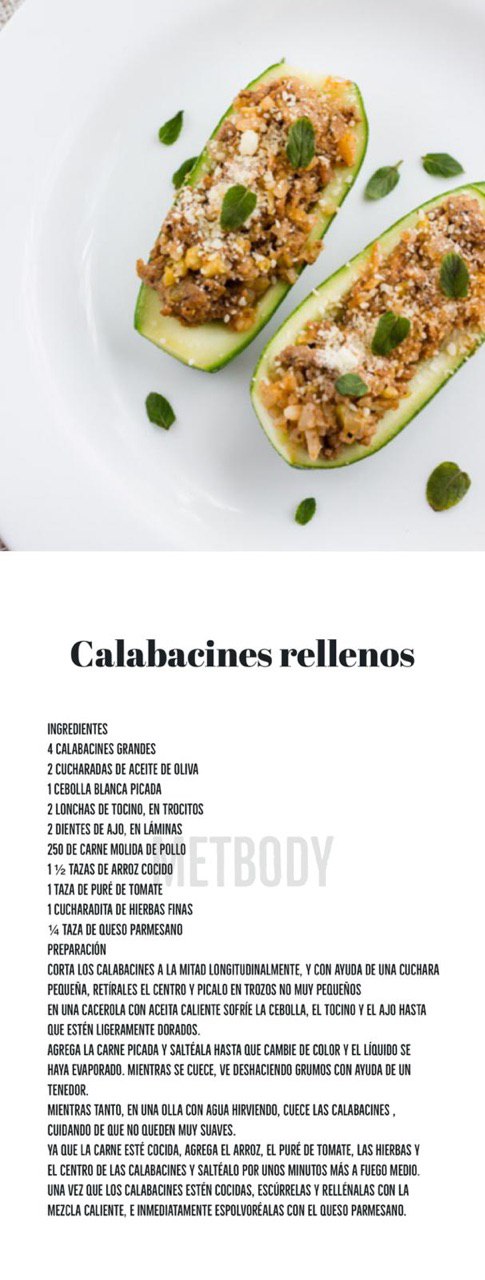 Calabacines rellenos
INGREDIENTES
4 CALABACINES GRANDES
2 CUCHARADAS DE ACEITE DE OLIVA
1 CEBOLLA BLANCA PICADA
2 LONCHAS DE TOCINO, EN TROCITOS
2 DIENTES DE AJO, EN LÁMINAS
250 DE CARNE MOLIDA DE POLLO
METBODY
1 ½ TAZAS DE ARROZ COCIDO
1 TAZA DE PURÉ DE TOMATE
1 CUCHARADITA DE HIERBAS FINAS
¼ TAZA DE QUESO PARMESANO
PREPARACIÓN
CORTA LOS CALABACINES A LA MITAD LONGITUDINALMENTE, Y CON AYUDA DE UNA CUCHARA
PEQUEÑA, RETÍRALES EL CENTRO Y PICALO EN TROZOS NO MUY PEQUEÑOS
EN UNA CACEROLA CON ACEITA CALIENTE SOFRÍE LA CEBOLLA, EL TOCINO Y EL AJO HASTA
QUE ESTÉN LIGERAMENTE DORADOS.
AGREGA LA CARNE PICADA Y SALTÉALA HASTA QUE CAMBIE DE COLOR Y EL LÍQUIDO SE
HAYA EVAPORADO. MIENTRAS SE CUECE, VE DESHACIENDO GRUMOS CON AYUDA DE UN
TENEDOR.
MIENTRAS TANTO, EN UNA OLLA CON AGUA HIRVIENDO, CUECE LAS CALABACINES ,
CUIDANDO DE QUE NO QUEDEN MUY SUAVES.
YA QUE LA CARNE ESTÉ COCIDA, AGREGA EL ARROZ, EL PURÉ DE TOMATE, LAS HIERBAS Y
EL CENTRO DE LAS CALABACINES Y SALTÉALO POR UNOS MINUTOS MÁS A FUEGO MEDIO.
UNA VEZ QUE LOS CALABACINES ESTÉN COCIDAS, ESCÚRRELAS Y RELLÉNALAS CON LA
MEZCLA CALIENTE, E INMEDIATAMENTE ESPOLVORÉALAS CON EL QUESO PARMESANO.